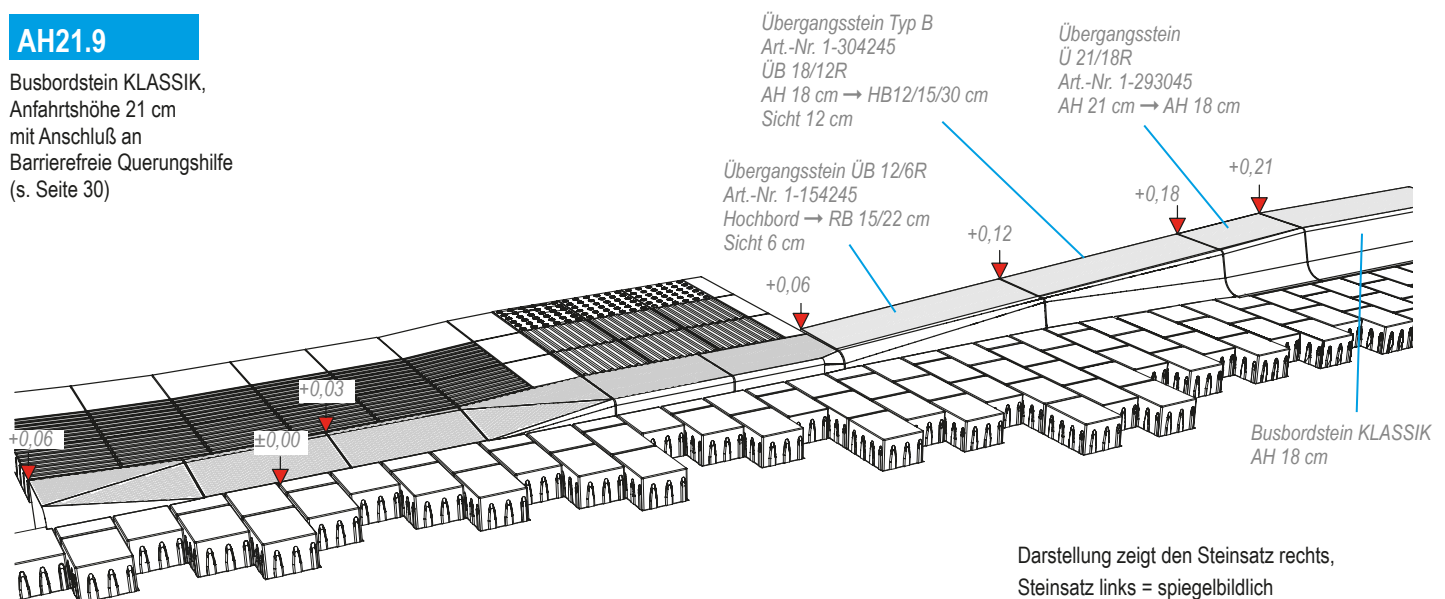 AH21.9
Busbordstein KLASSIK,
Anfahrtshöhe 21 cm
mit Anschluß an
Barrierefreie Querungshilfe
(s. Seite 30)
Übergangsstein Typ B
Art.-Nr. 1-304245
ÜB 18/12R
AH 18 cm → HB12/15/30 cm
Sicht 12 cm
Übergangsstein
Ü 21/18R
Art.-Nr. 1-293045
AH 21 cm → AH 18 cm
Übergangsstein ÜB 12/6R
Art.-Nr. 1-154245
Hochbord → RB 15/22 cm
Sicht 6 cm
+0,21
+0,18
+0,12
+0,06
+0,03
±0,00
+0,06
Busbordstein KLASSIK
AH 18 cm
Darstellung zeigt den Steinsatz rechts,
Steinsatz links = spiegelbildlich